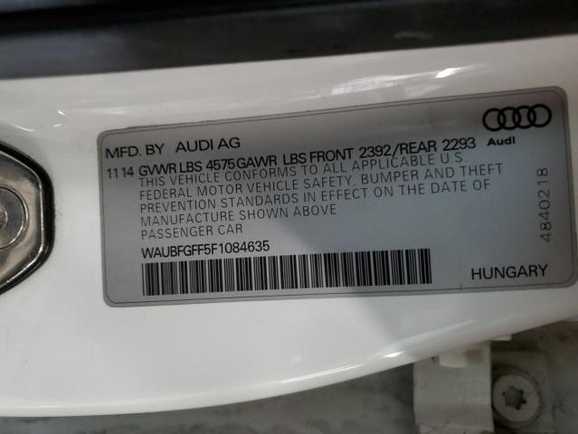 MFD. BY AUDI AG
11 14 GVWR LBS 4575 GAWR LBS FRONT 2392/REAR 2293
THIS VEHICLE CONFORMS TO ALL APPLICABLE U.S.
FEDERAL MOTOR VEHICLE SAFETY, BUMPER AND THEFT
PREVENTION STANDARDS IN EFFECT ON THE DATE OF
MANUFACTURE SHOWN ABOVE
PASSENGER CAR
WAUBFGFF5F1084635
Audi
4840218
HUNGARY